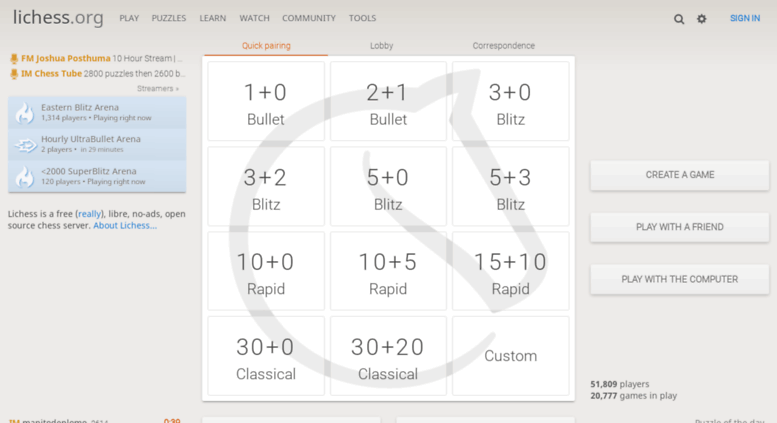 lichess.org
PLAY PUZZLES LEARN WATCH COMMUNITY TOOLS
SIGN IN
FM Joshua Posthuma 10 Hour Stream | ...
IM Chess Tube 2800 puzzles then 2600 b...
Streamers »
Eastern Blitz Arena
1,314 players • Playing right now
Hourly UltraBullet Arena
2 players • in 29 minutes
<2000 SuperBlitz Arena
120 players • Playing right now
Lichess is a free (really), libre, no-ads, open
source chess server. About Lichess...
Quick pairing Lobby Correspondence
1+0 2+1 3+0
Bullet Bullet Blitz
3+2 5+0 5+3
Blitz Blitz Blitz
10+0 10+5 15+10
Rapid Rapid Rapid
30+0 30+20 Custom
Classical Classical
CREATE A GAME
PLAY WITH A FRIEND
PLAY WITH THE COMPUTER
51,809 players
20,777 games in play
IM manitodeplomo 2614 0:39
Puzzle of the day